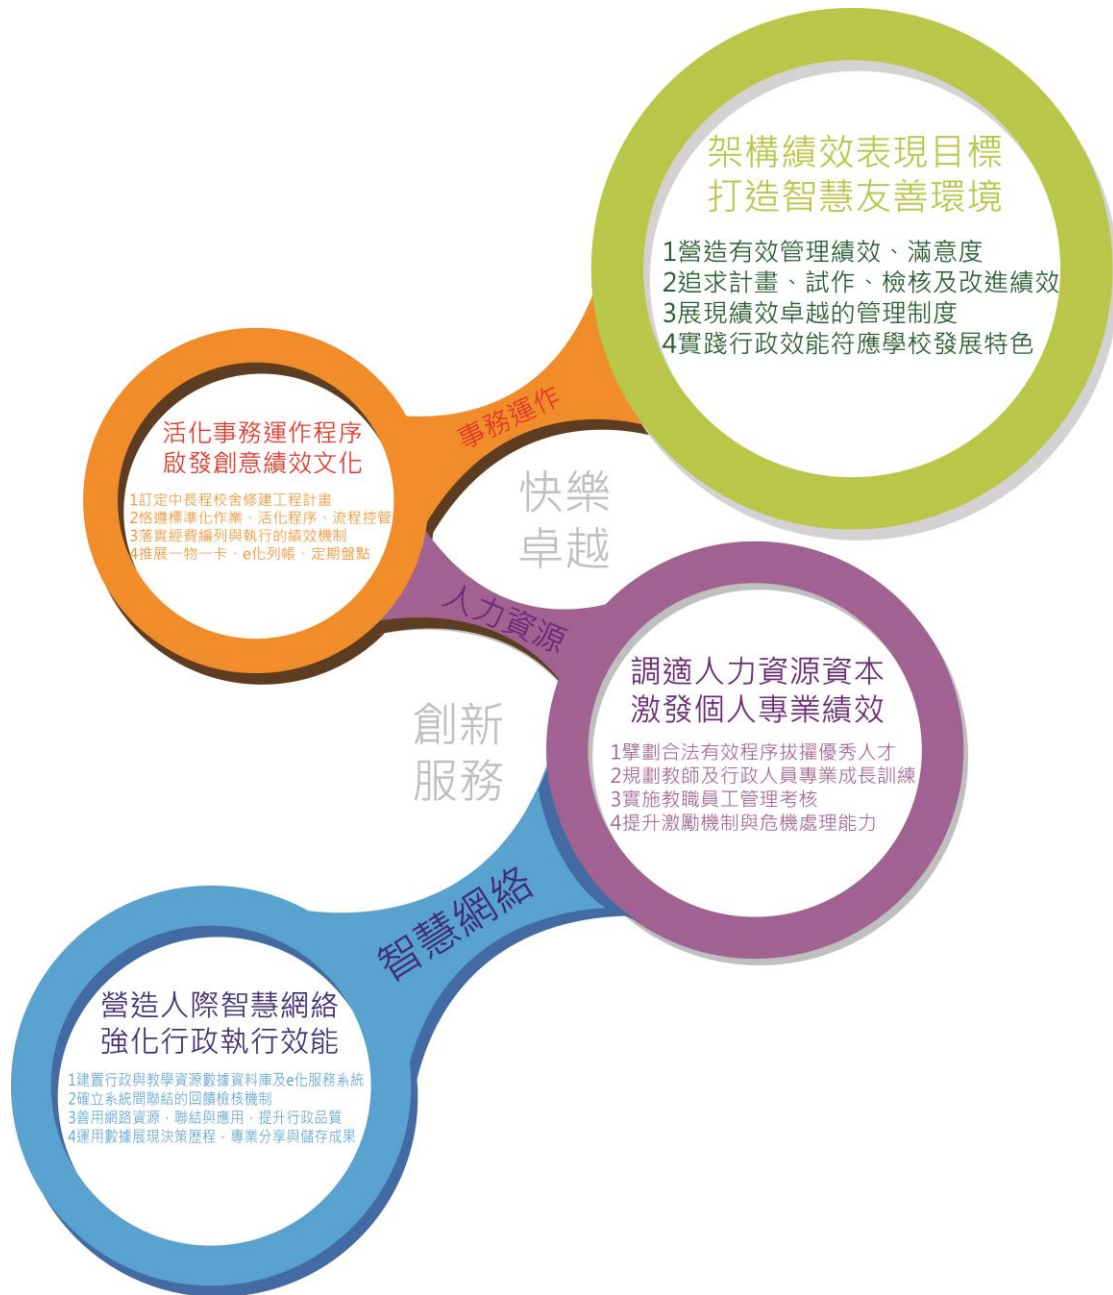 架構績效表現目標
打造智慧友善環境
1營造有效管理績效、滿意度
2追求計畫、試作、檢核及改進績效
3展現績效卓越的管理制度
4實踐行政效能符應學校發展特色
事務運作
活化事務運作程序
啟發創意績效文化
1訂定中長程校舍修建工程計畫
2恪遵標準化作業、活化程序、流程控管
3落實經費編列與執行的績效機制
4推展一物一卡、e化列帳、定期盤點
快樂
卓越
人力資源
調適人力資源資本
激發個人專業績效
1擘劃合法有效程序拔擢優秀人才
2規劃教師及行政人員專業成長訓練
3實施教職員工管理考核
4提升激勵機制與危機處理能力
創新
服務
智慧網絡
營造人際智慧網絡
強化行政執行效能
1建置行政與教學資源數據資料庫及e化服務系統
2確立系統間聯結的回饋檢核機制
3善用網路資源．聯結與應用．提升行政品質
4運用數據展現決策歷程．專業分享與儲存成果